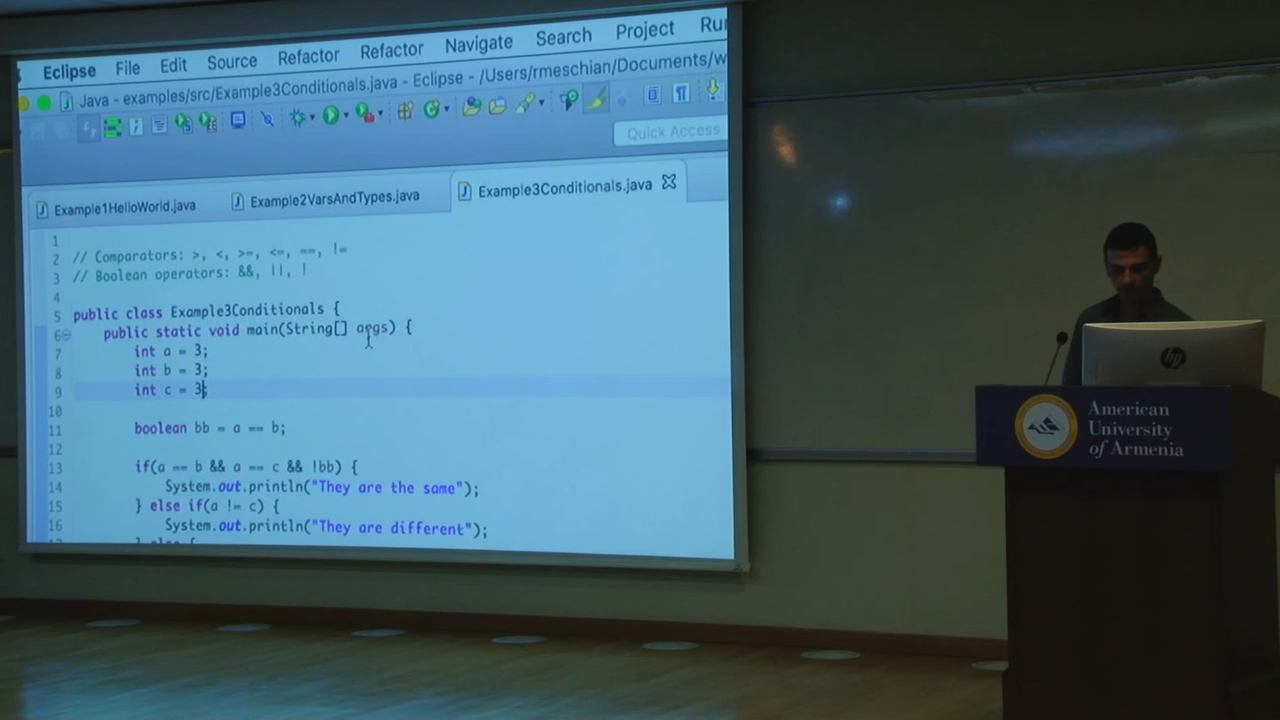 Eclipse File Edit Source Refactor Refactor Navigate Search Project Run
Java - examples/src/Example3Conditionals.java - Eclipse - /Users/rmeschian/Documents/w
Quick Access
Example1HelloWorld.java Example2VarsAndTypes.java Example3Conditionals.java
1
2 // Comparators: >, <, >=, <=, ==, !=
3 // Boolean operators: &&, ||, !
4
5 public class Example3Conditionals {
6 public static void main(String[] args) {
7 int a = 3;
8 int b = 3;
9 int c = 3;
10
11 boolean bb = a == b;
12
13 if(a == b && a == c && !bb) {
14 System.out.println("They are the same");
15 } else if(a != c) {
16 System.out.println("They are different");
} else {
hp
American
University
of Armenia